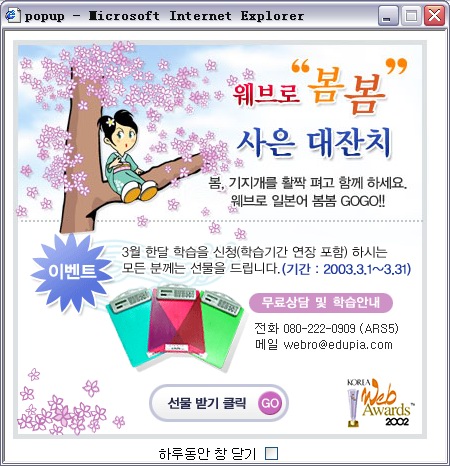 popup - Microsoft Internet Explorer
웨브로 “봄봄”
사은 대잔치
봄, 기지개를 활짝 펴고 함께 하세요.
웨브로 일본어 봄봄 GOGO!!
이벤트
3월 한달 학습을 신청(학습기간 연장 포함) 하시는
모든 분께는 선물을 드립니다.(기간 : 2003.3.1~3.31)
무료상담 및 학습안내
전화 080-222-0909 (ARS5)
메일 webro@edupia.com
선물 받기 클릭 GO
KOREA
Web
Awards™
2002
하루동안 창 닫기